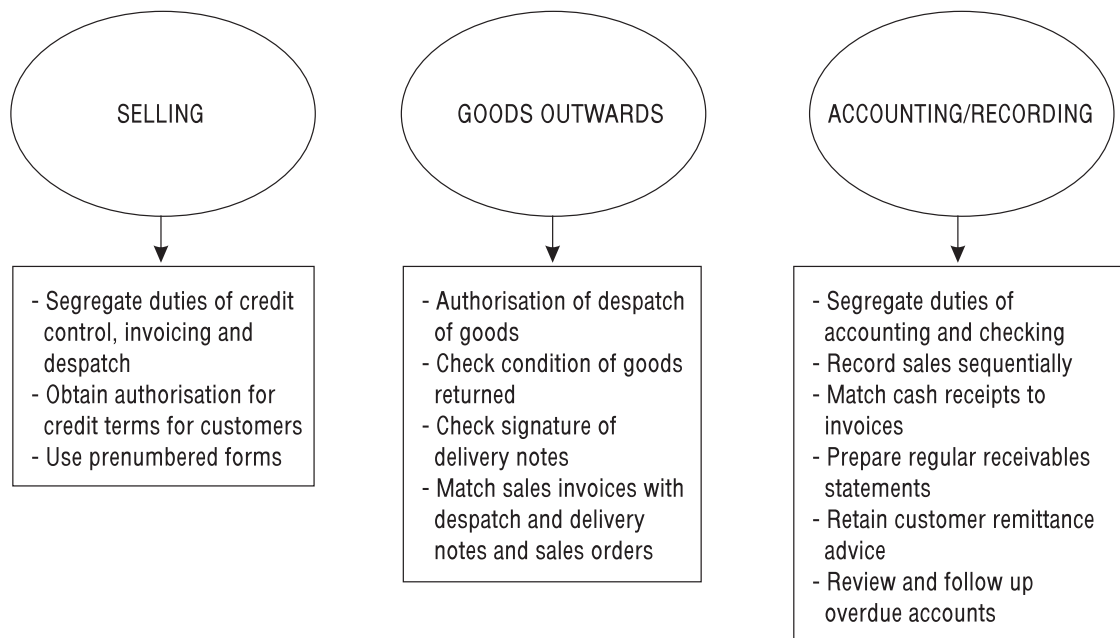 SELLING
- Segregate duties of credit
control, invoicing and
despatch
- Obtain authorisation for
credit terms for customers
- Use prenumbered forms
GOODS OUTWARDS
- Authorisation of despatch
of goods
- Check condition of goods
returned
- Check signature of
delivery notes
- Match sales invoices with
despatch and delivery
notes and sales orders
ACCOUNTING/RECORDING
- Segregate duties of
accounting and checking
- Record sales sequentially
- Match cash receipts to
invoices
- Prepare regular receivables
statements
- Retain customer remittance
advice
- Review and follow up
overdue accounts